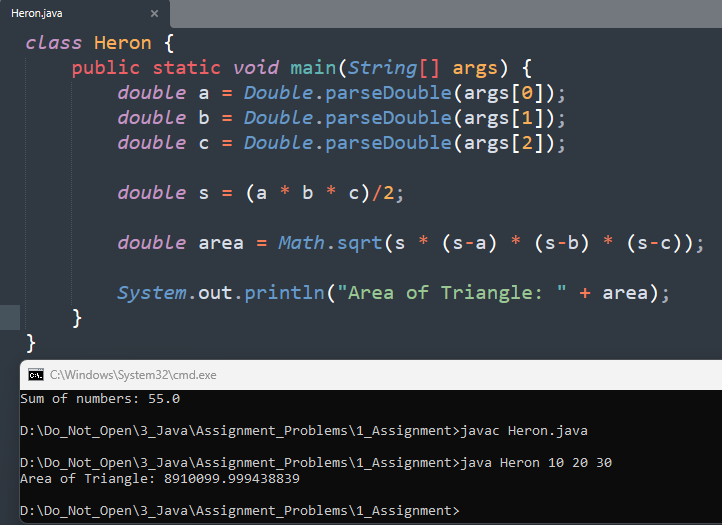 Heron.java ×
class Heron {
public static void main(String[] args) {
double a = Double.parseDouble(args[0]);
double b = Double.parseDouble(args[1]);
double c = Double.parseDouble(args[2]);
double s = (a * b * c)/2;
double area = Math.sqrt(s * (s-a) * (s-b) * (s-c));
System.out.println("Area of Triangle: " + area);
}
}
C:\Windows\System32\cmd.exe
Sum of numbers: 55.0
D:\Do_Not_Open\3_Java\Assignment_Problems\1_Assignment>javac Heron.java
D:\Do_Not_Open\3_Java\Assignment_Problems\1_Assignment>java Heron 10 20 30
Area of Triangle: 8910099.999438839
D:\Do_Not_Open\3_Java\Assignment_Problems\1_Assignment>